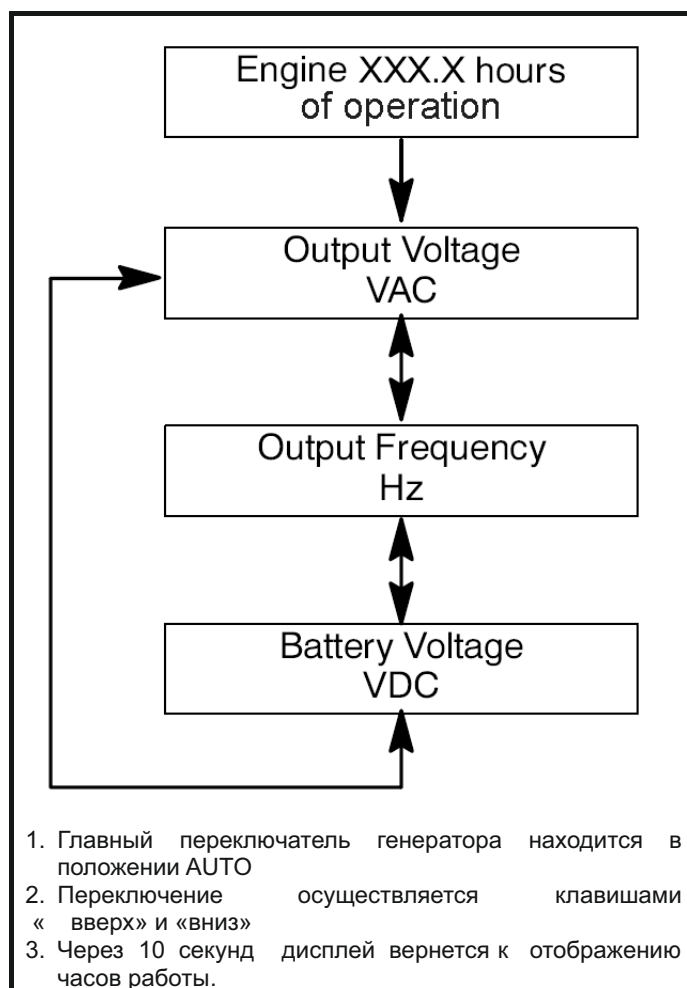 Engine XXX.X hours
of operation
Output Voltage
VAC
Output Frequency
Hz
Battery Voltage
VDC
1. Главный переключатель генератора находится в
положении AUTO
2. Переключение осуществляется клавишами
« вверх» и «вниз»
3. Через 10 секунд дисплей вернется к отображению
часов работы.